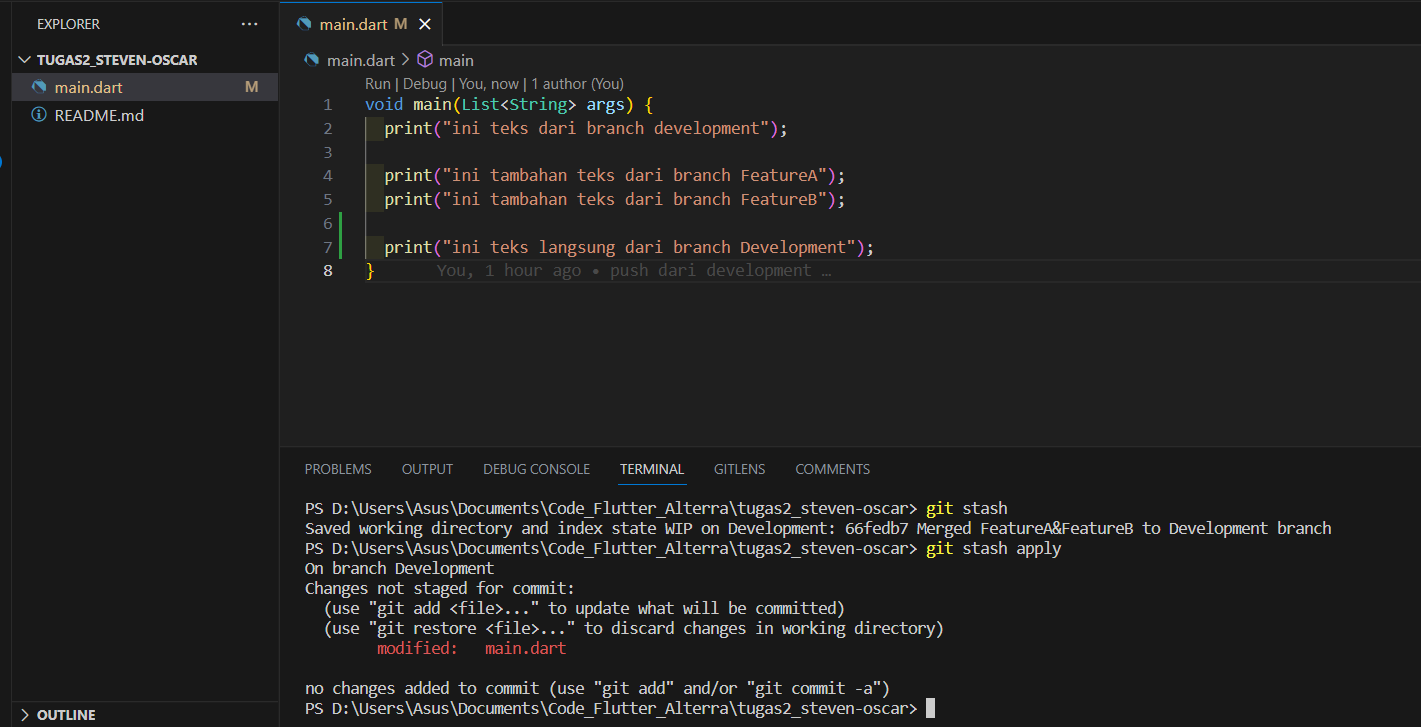 EXPLORER ...
TUGAS2_STEVEN-OSCAR
main.dart M
README.md
OUTLINE
main.dart M
main.dart > main
Run | Debug | You, now | 1 author (You)
1 void main(List<String> args) {
2 print("ini teks dari branch development");
3
4 print("ini tambahan teks dari branch FeatureA");
5 print("ini tambahan teks dari branch FeatureB");
6
7 print("ini teks langsung dari branch Development");
8 } You, 1 hour ago • push dari development …
PROBLEMS OUTPUT DEBUG CONSOLE TERMINAL GITLENS COMMENTS
PS D:\Users\Asus\Documents\Code_Flutter_Alterra\tugas2_steven-oscar> git stash
Saved working directory and index state WIP on Development: 66fedb7 Merged FeatureA&FeatureB to Development branch
PS D:\Users\Asus\Documents\Code_Flutter_Alterra\tugas2_steven-oscar> git stash apply
On branch Development
Changes not staged for commit:
(use "git add <file>..." to update what will be committed)
(use "git restore <file>..." to discard changes in working directory)
modified: main.dart
no changes added to commit (use "git add" and/or "git commit -a")
PS D:\Users\Asus\Documents\Code_Flutter_Alterra\tugas2_steven-oscar>